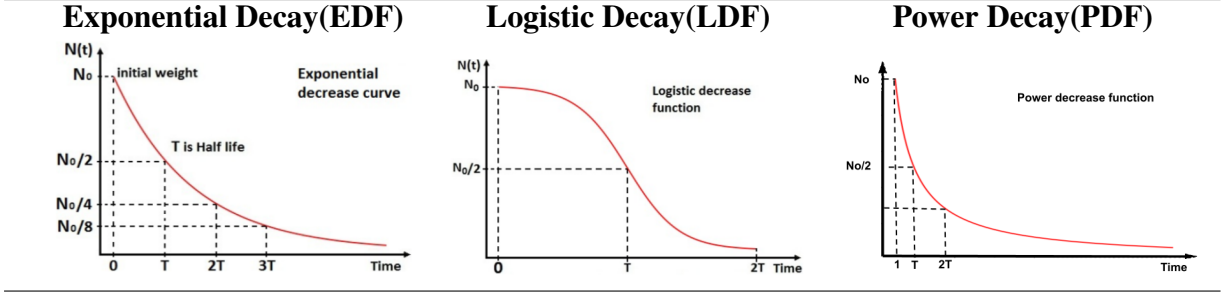 Exponential Decay(EDF)
N(t)
N₀
initial weight
Exponential
decrease curve
T is Half life
N₀/2
N₀/4
N₀/8
0 T 2T 3T Time
Logistic Decay(LDF)
N(t)
N₀
Logistic decrease
function
N₀/2
0 T 2T Time
Power Decay(PDF)
No
Power decrease function
No/2
1 T 2T
Time